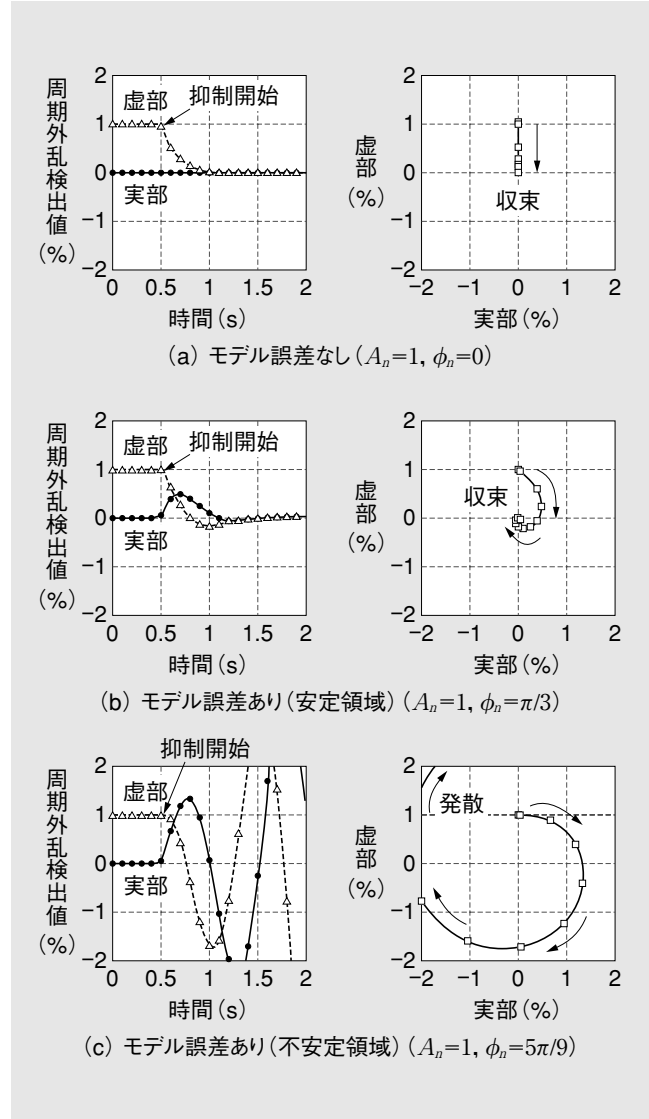 周期外乱検出値(%)
2
1
0
−1
−2
虚部
抑制開始
実部
0 0.5 1 1.5 2
時間(s)
虚部(%)
2
1
0
−1
−2
収束
−2 −1 0 1 2
実部(%)
(a) モデル誤差なし(An=1, ϕn=0)
周期外乱検出値(%)
2
1
0
−1
−2
虚部
抑制開始
実部
0 0.5 1 1.5 2
時間(s)
虚部(%)
2
1
0
−1
−2
収束
−2 −1 0 1 2
実部(%)
(b) モデル誤差あり(安定領域)(An=1, ϕn=π/3)
抑制開始
周期外乱検出値(%)
2
1
0
−1
−2
虚部
実部
0 0.5 1 1.5 2
時間(s)
虚部(%)
2
1
0
−1
−2
発散
−2 −1 0 1 2
実部(%)
(c) モデル誤差あり(不安定領域)(An=1, ϕn=5π/9)